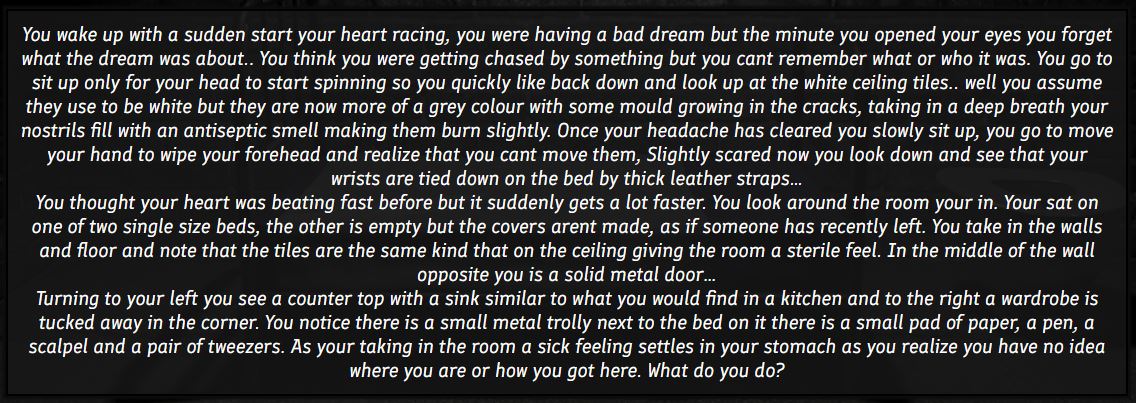 You wake up with a sudden start your heart racing, you were having a bad dream but the minute you opened your eyes you forget
what the dream was about.. You think you were getting chased by something but you cant remember what or who it was. You go to
sit up only for your head to start spinning so you quickly like back down and look up at the white ceiling tiles.. well you assume
they use to be white but they are now more of a grey colour with some mould growing in the cracks, taking in a deep breath your
nostrils fill with an antiseptic smell making them burn slightly. Once your headache has cleared you slowly sit up, you go to move
your hand to wipe your forehead and realize that you cant move them, Slightly scared now you look down and see that your
wrists are tied down on the bed by thick leather straps...
You thought your heart was beating fast before but it suddenly gets a lot faster. You look around the room your in. Your sat on
one of two single size beds, the other is empty but the covers arent made, as if someone has recently left. You take in the walls
and floor and note that the tiles are the same kind that on the ceiling giving the room a sterile feel. In the middle of the wall
opposite you is a solid metal door...
Turning to your left you see a counter top with a sink similar to what you would find in a kitchen and to the right a wardrobe is
tucked away in the corner. You notice there is a small metal trolly next to the bed on it there is a small pad of paper, a pen, a
scalpel and a pair of tweezers. As your taking in the room a sick feeling settles in your stomach as you realize you have no idea
where you are or how you got here. What do you do?